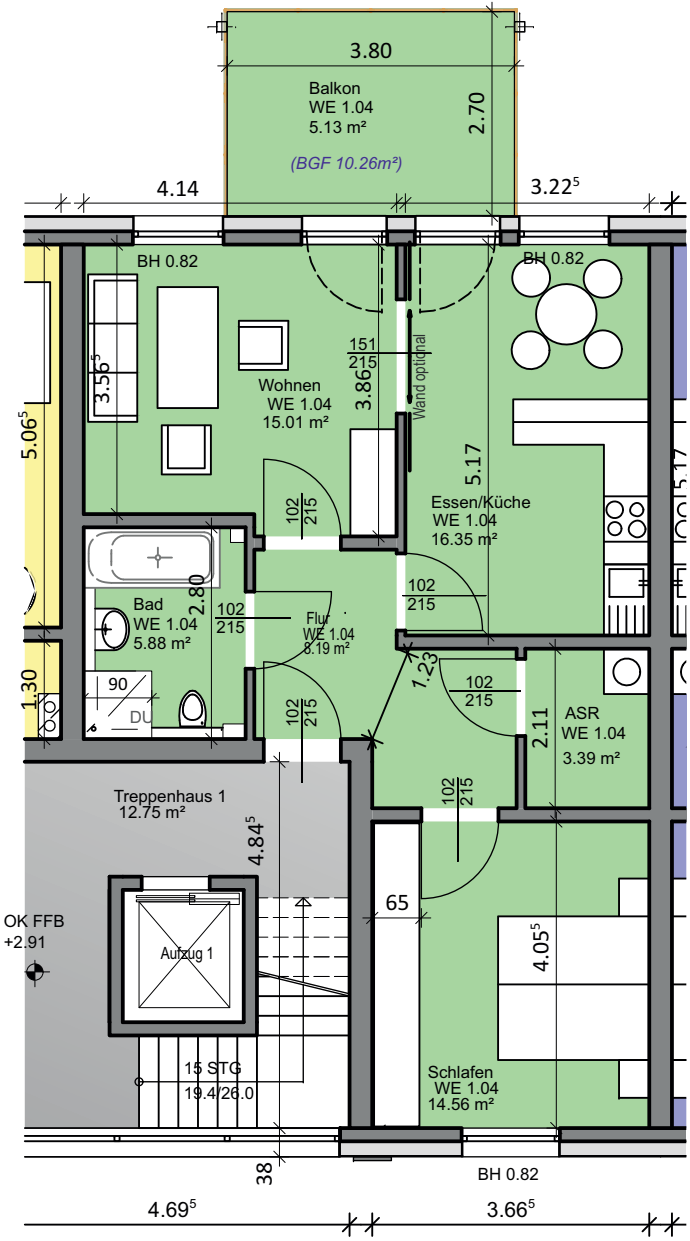 3.80
Balkon
WE 1.04
5.13 m²
(BGF 10.26m²)
2.70
4.14
3.22⁵
BH 0.82
BH 0.82
3.56⁵
5.06⁵
Wohnen
WE 1.04
15.01 m²
3.86
151
215
Wand optional
5.17
5.17
Essen/Küche
WE 1.04
16.35 m²
102
215
Bad
WE 1.04
5.88 m²
2.80
102
215
Flur
WE 1.04
8.19 m²
102
215
1.30
90
DU
102
215
1.23
102
215
2.11
ASR
WE 1.04
3.39 m²
Treppenhaus 1
12.75 m²
4.84⁵
102
215
OK FFB
+2.91
Aufzug 1
65
4.05⁵
15 STG
19.4/26.0
Schlafen
WE 1.04
14.56 m²
38
BH 0.82
4.69⁵
3.66⁵